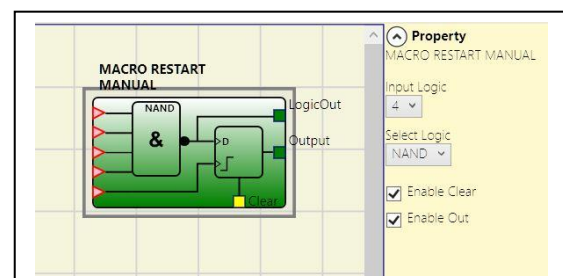 MACRO RESTART
MANUAL
NAND
&
D
LogicOut
Output
Clear
Property
MACRO RESTART MANUAL
Input Logic
4
Select Logic
NAND
Enable Clear
Enable Out